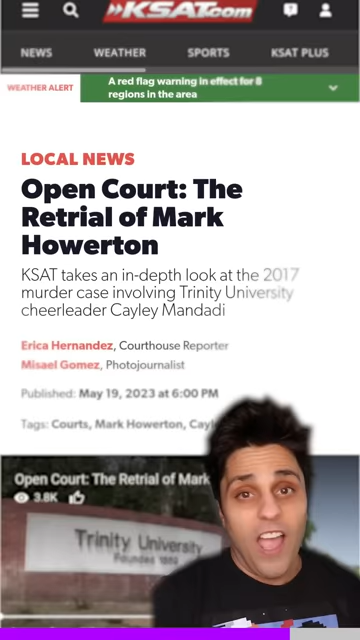 KSAT.com
NEWS WEATHER SPORTS KSAT PLUS
WEATHER ALERT
A red flag warning in effect for 8
regions in the area
LOCAL NEWS
Open Court: The
Retrial of Mark
Howerton
KSAT takes an in-depth look at the 2017
murder case involving Trinity University
cheerleader Cayley Mandadi
Erica Hernandez, Courthouse Reporter
Misael Gomez, Photojournalist
Published: May 19, 2023 at 6:00 PM
Tags: Courts, Mark Howerton,
Open Court: The Retrial of Mark
3.8K
Trinity University
Founded 1869